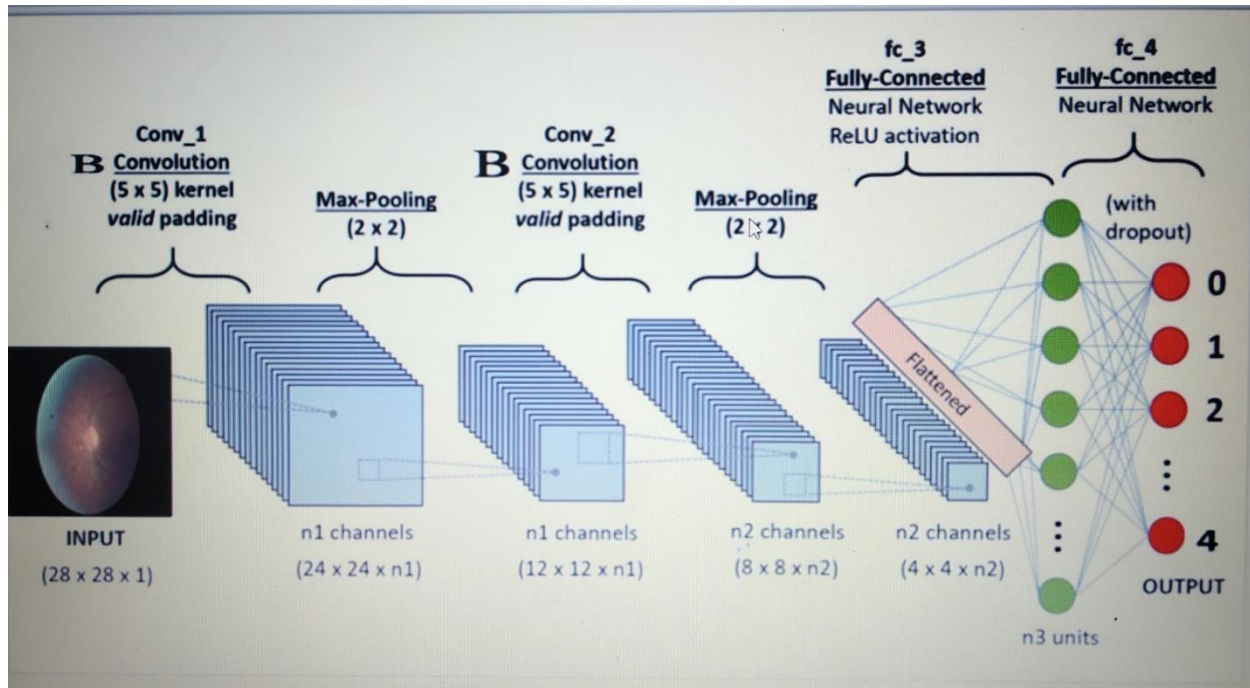 Conv_1
B Convolution
(5 x 5) kernel
valid padding
Max-Pooling
(2 x 2)
Conv_2
B Convolution
(5 x 5) kernel
valid padding
Max-Pooling
(2 x 2)
fc_3
Fully-Connected
Neural Network
ReLU activation
fc_4
Fully-Connected
Neural Network
(with
dropout)
Flattened
0
1
2
⋮
4
OUTPUT
INPUT
(28 x 28 x 1)
n1 channels
(24 x 24 x n1)
n1 channels
(12 x 12 x n1)
n2 channels
(8 x 8 x n2)
n2 channels
(4 x 4 x n2)
⋮
n3 units